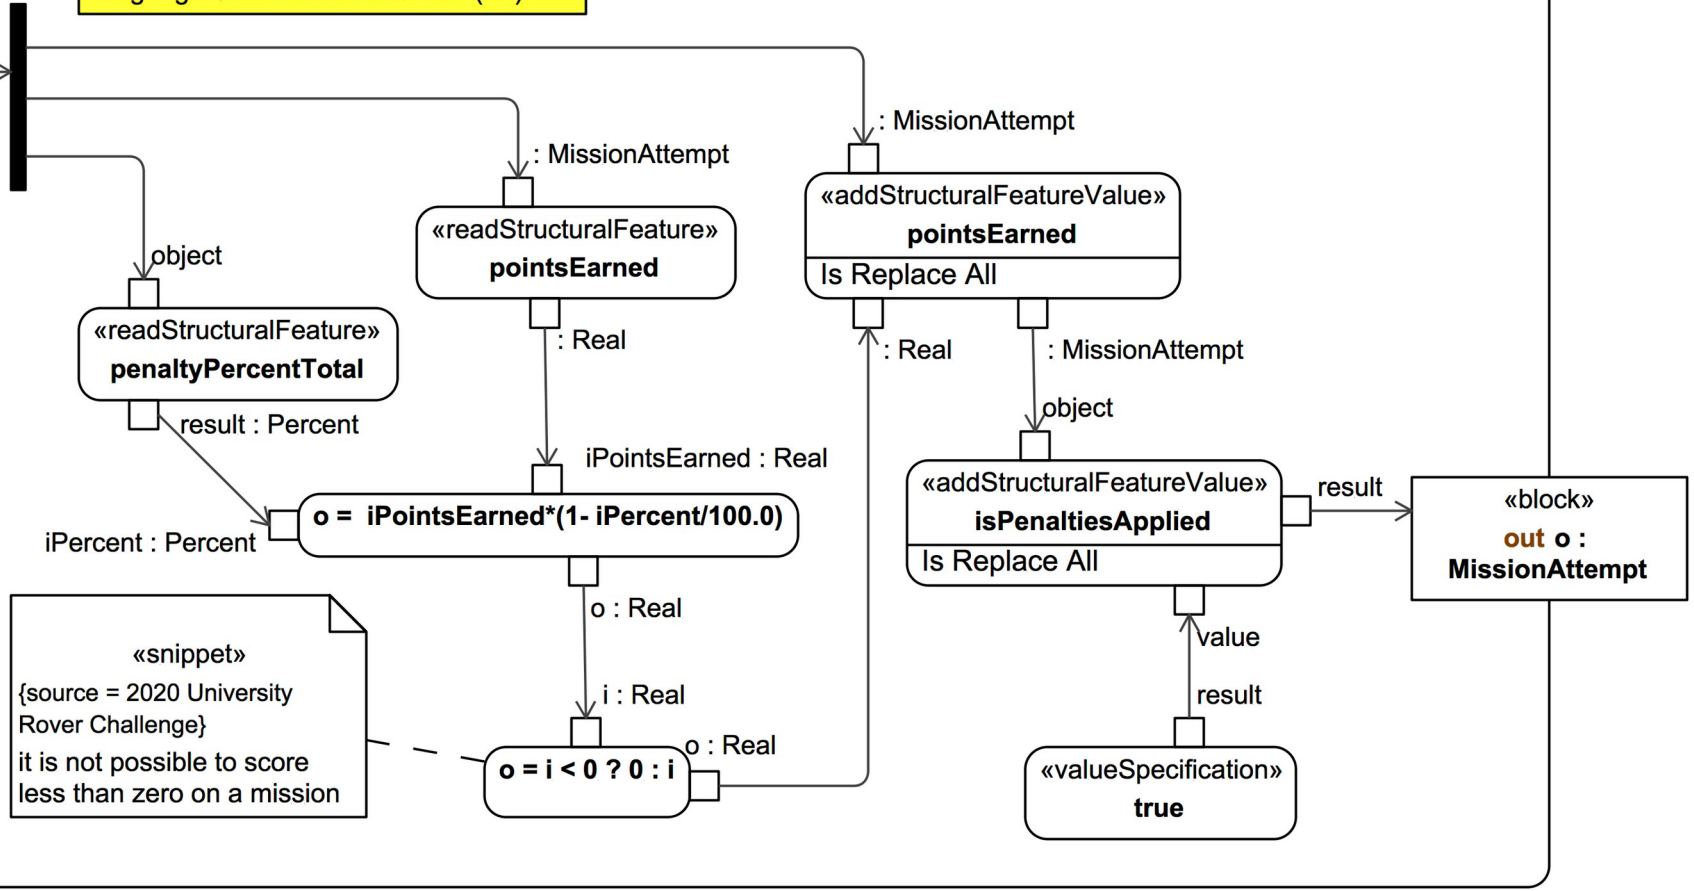 : MissionAttempt
: MissionAttempt
«addStructuralFeatureValue»
pointsEarned
Is Replace All
«readStructuralFeature»
pointsEarned
object
«readStructuralFeature»
penaltyPercentTotal
: Real
: Real
: MissionAttempt
result : Percent
object
iPointsEarned : Real
«addStructuralFeatureValue»
isPenaltiesApplied
Is Replace All
result
«block»
out o :
MissionAttempt
o = iPointsEarned*(1- iPercent/100.0)
iPercent : Percent
o : Real
value
result
«snippet»
{source = 2020 University
Rover Challenge}
it is not possible to score
less than zero on a mission
i : Real
o : Real
o = i < 0 ? 0 : i
«valueSpecification»
true